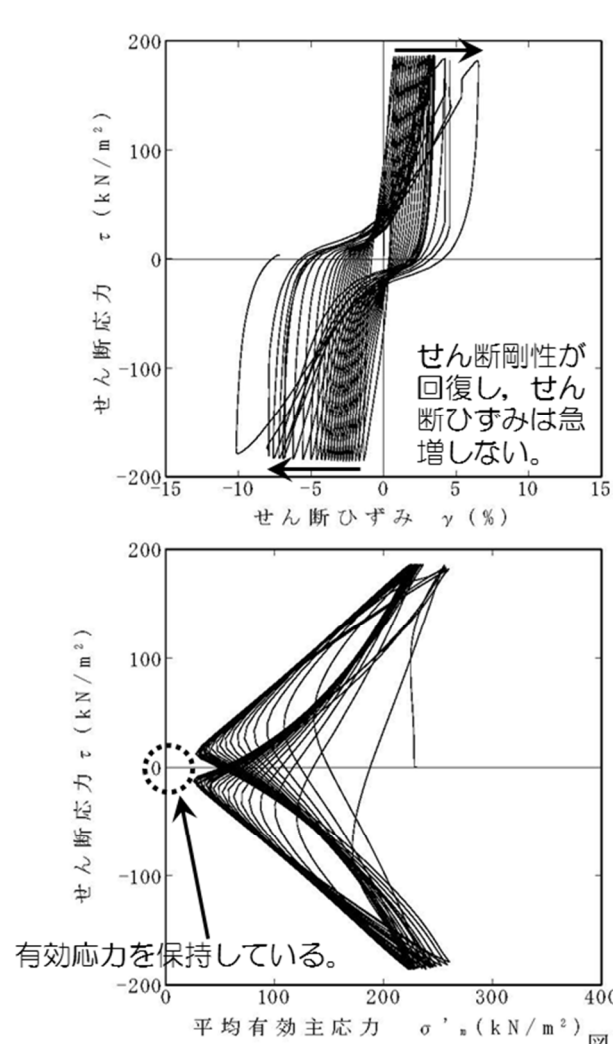 200
100
0
-100
-200
せん断応力 τ (kN/m²)
-15 -10 -5 0 5 10 15
せん断ひずみ γ (%)
せん断剛性が
回復し，せん
断ひずみは急
増しない。
200
100
0
-100
-200
せん断応力 τ (kN/m²)
有効応力を保持している。
0 100 200 300 400
平均有効主応力 σ'ₘ (kN/m²)
図